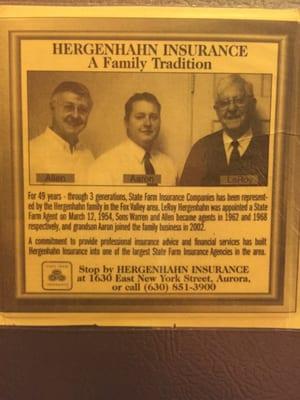 HERGENHAHN INSURANCE
A Family Tradition
Allen
Aaron
LeRoy
For 49 years - through 3 generations, State Farm Insurance Companies has been represent-
ed by the Hergenhahn family in the Fox Valley area. LeRoy Hergenhahn was appointed a State
Farm Agent on March 12, 1954, Sons Warren and Allen became agents in 1962 and 1968
respectively, and grandson Aaron joined the family business in 2002.
A commitment to provide professional insurance advice and financial services has built
Hergenhahn Insurance into one of the largest State Farm Insurance Agencies in the area.
STATE FARM
INSURANCE
Stop by HERGENHAHN INSURANCE
at 1630 East New York Street, Aurora,
or call (630) 851-3900